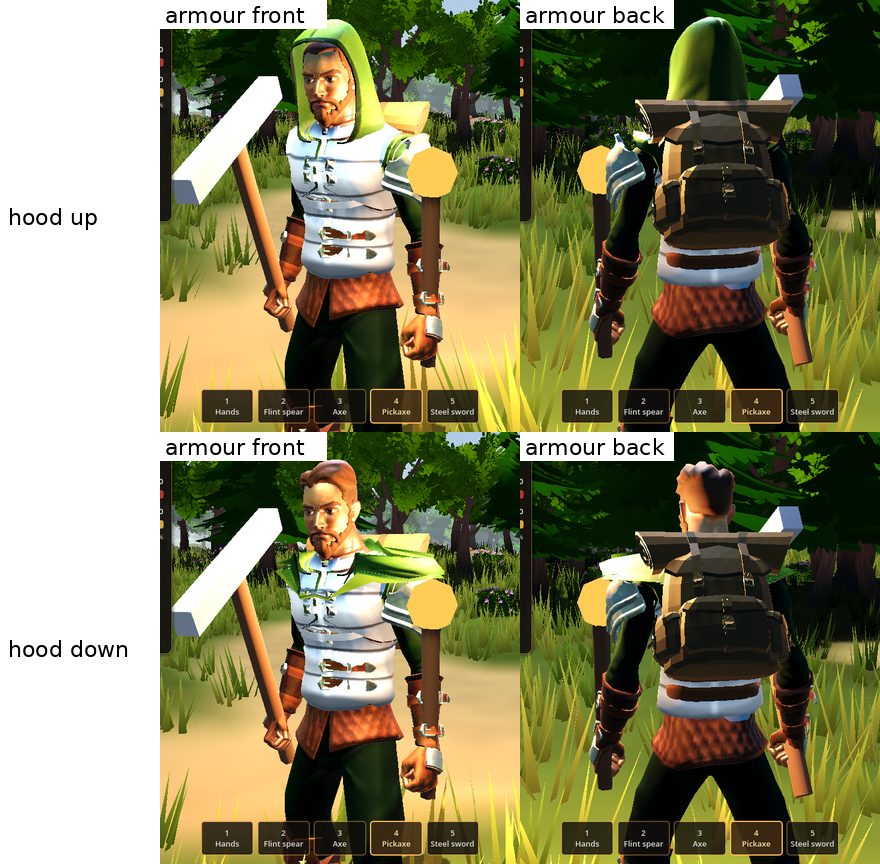 armour front
armour back
hood up
1 Hands
2 Flint spear
3 Axe
4 Pickaxe
5 Steel sword
1 Hands
2 Flint spear
3 Axe
4 Pickaxe
5 Steel sword
armour front
armour back
hood down
1 Hands
2 Flint spear
3 Axe
4 Pickaxe
5 Steel sword
1 Hands
2 Flint spear
3 Axe
4 Pickaxe
5 Steel sword